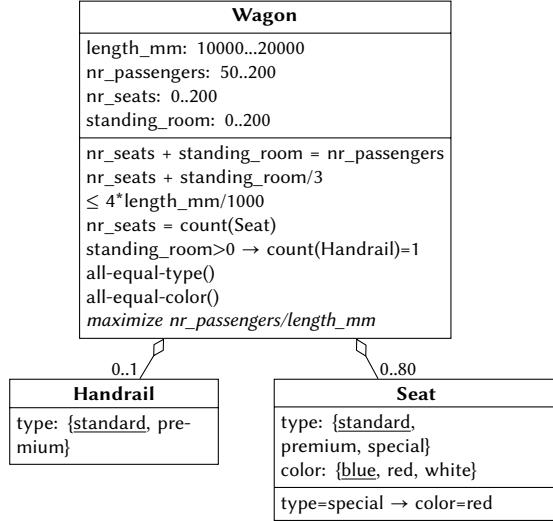 Wagon
length_mm: 10000...20000
nr_passengers: 50..200
nr_seats: 0..200
standing_room: 0..200
nr_seats + standing_room = nr_passengers
nr_seats + standing_room/3
≤ 4*length_mm/1000
nr_seats = count(Seat)
standing_room>0 → count(Handrail)=1
all-equal-type()
all-equal-color()
maximize nr_passengers/length_mm
0..1
0..80
Handrail
type: {standard, pre-
mium}
Seat
type: {standard,
premium, special}
color: {blue, red, white}
type=special → color=red